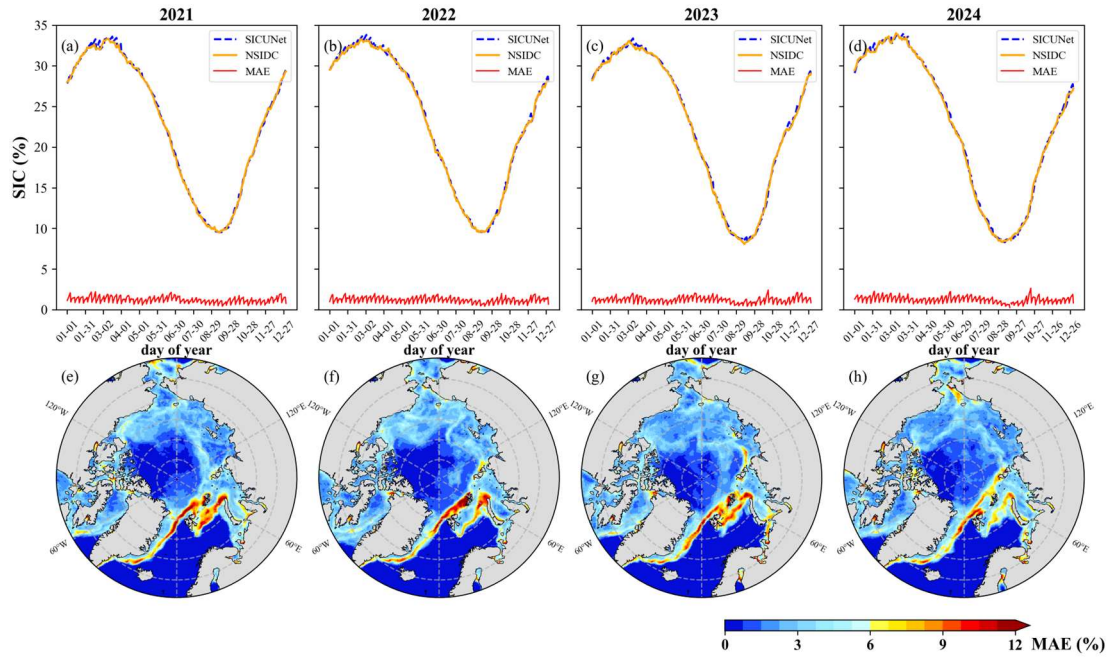 2021
2022
2023
2024
(a)
SICUNet
NSIDC
MAE
(b)
SICUNet
NSIDC
MAE
(c)
SICUNet
NSIDC
MAE
(d)
SICUNet
NSIDC
MAE
35
30
25
20
15
10
5
0
SIC (%)
01-01
01-31
03-02
04-01
05-01
05-31
06-30
07-30
08-29
09-28
10-28
11-27
12-27
01-01
01-31
03-02
04-01
05-01
05-31
06-30
07-30
08-29
09-28
10-28
11-27
12-27
01-01
01-31
03-02
04-01
05-01
05-31
06-30
07-30
08-29
09-28
10-28
11-27
12-27
01-01
01-31
03-01
03-31
04-30
05-30
06-29
07-29
08-28
09-27
10-27
11-26
12-26
day of year
day of year
day of year
day of year
(e)
(f)
(g)
(h)
120°W
120°E
120°W
120°E
120°W
120°E
120°W
120°E
60°W
60°E
60°W
60°E
60°W
60°E
60°W
60°E
0
3
6
9
12
MAE (%)